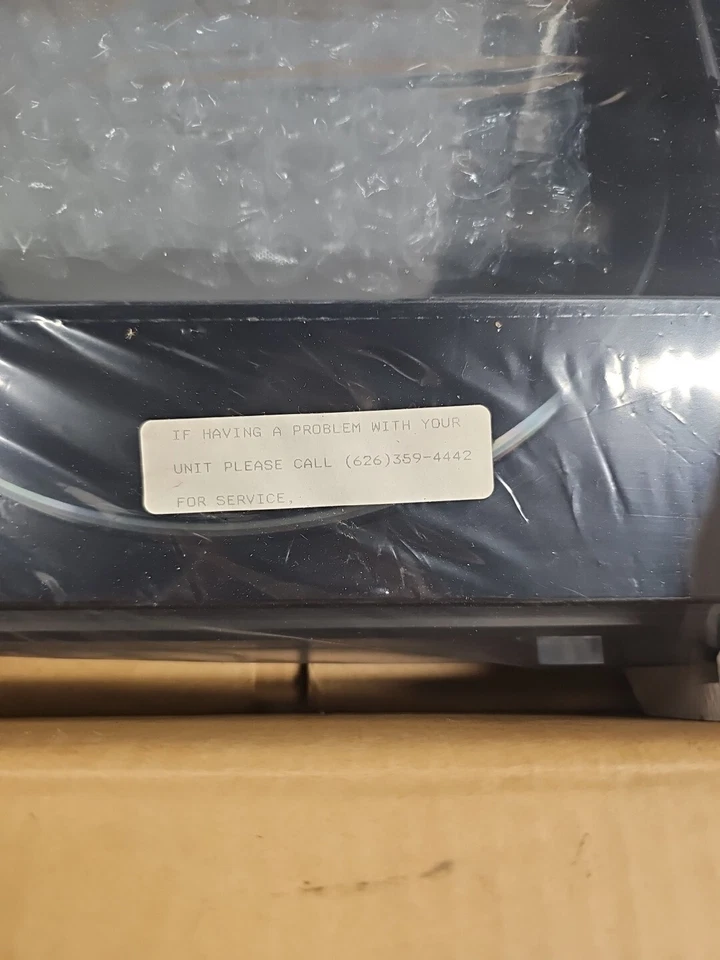 IF HAVING A PROBLEM WITH YOUR
UNIT PLEASE CALL (626)359-4442
FOR SERVICE.